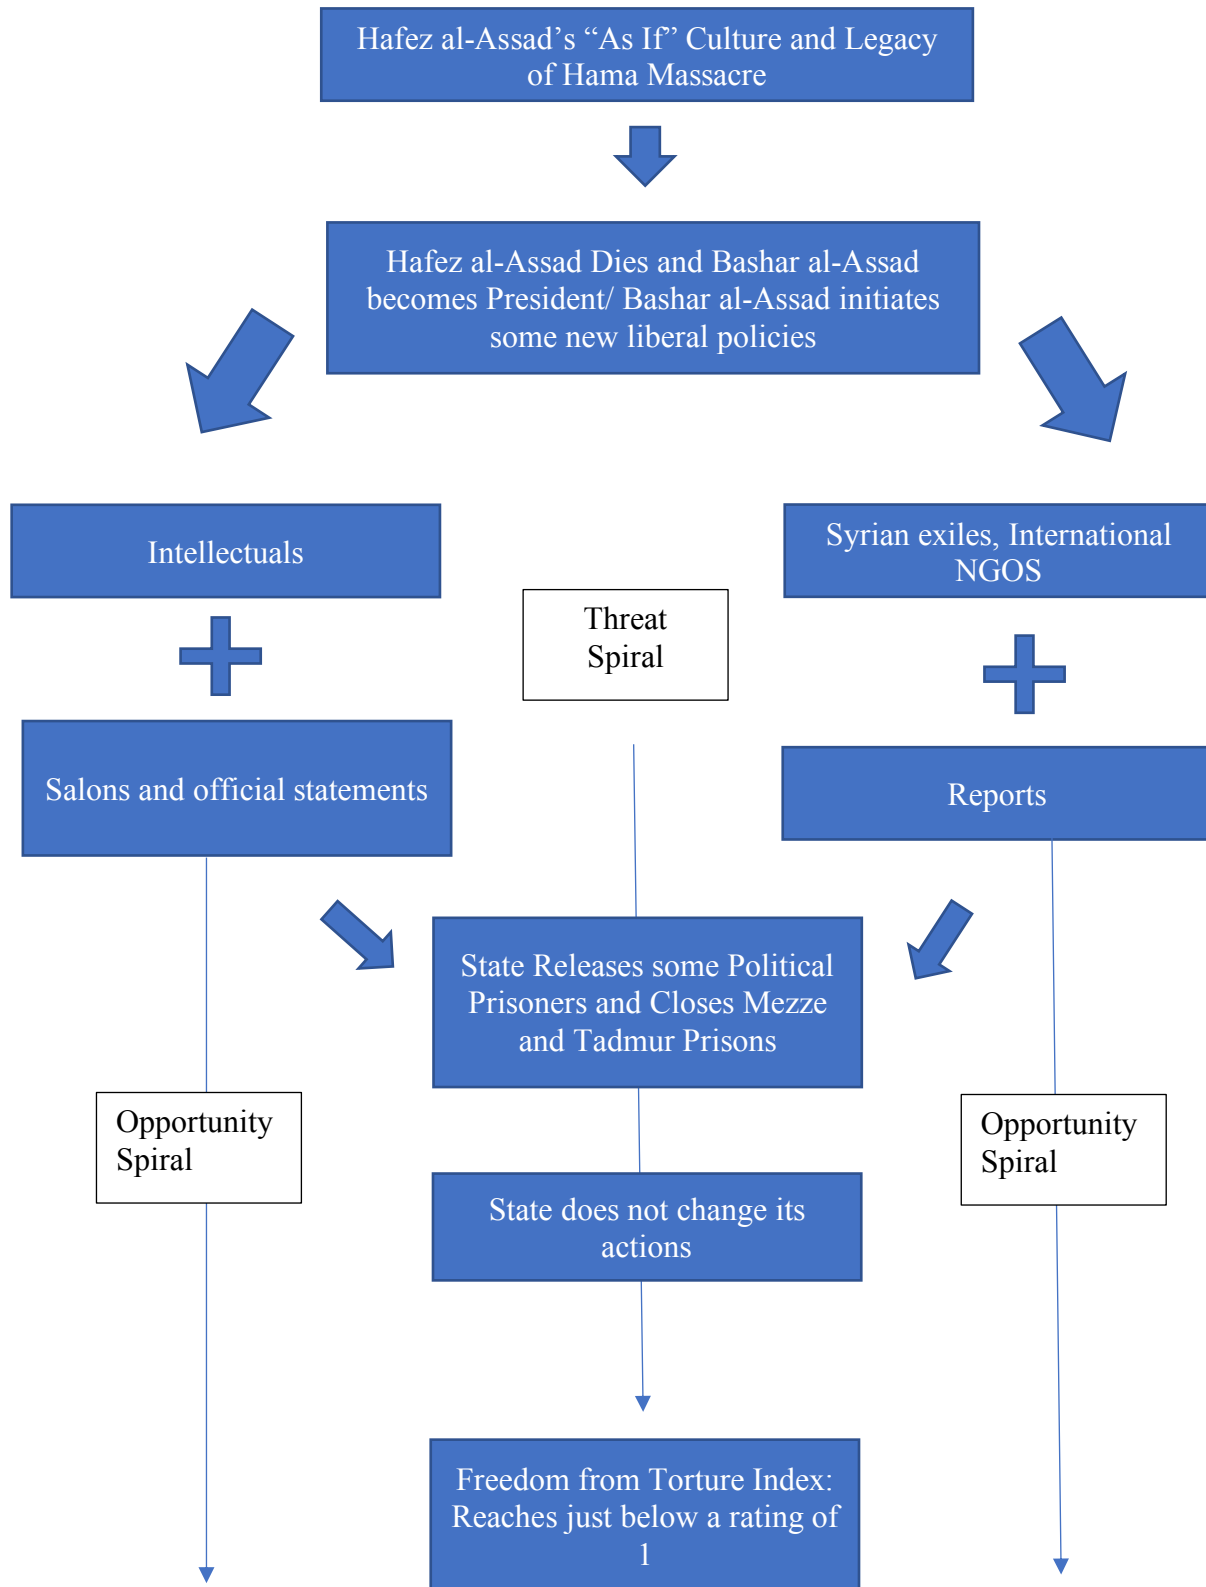 Hafez al-Assad’s “As If” Culture and Legacy
of Hama Massacre
Hafez al-Assad Dies and Bashar al-Assad
becomes President/ Bashar al-Assad initiates
some new liberal policies
Intellectuals
Syrian exiles, International
NGOS
Threat
Spiral
Salons and official statements
Reports
State Releases some Political
Prisoners and Closes Mezze
and Tadmur Prisons
Opportunity
Spiral
Opportunity
Spiral
State does not change its
actions
Freedom from Torture Index:
Reaches just below a rating of
1